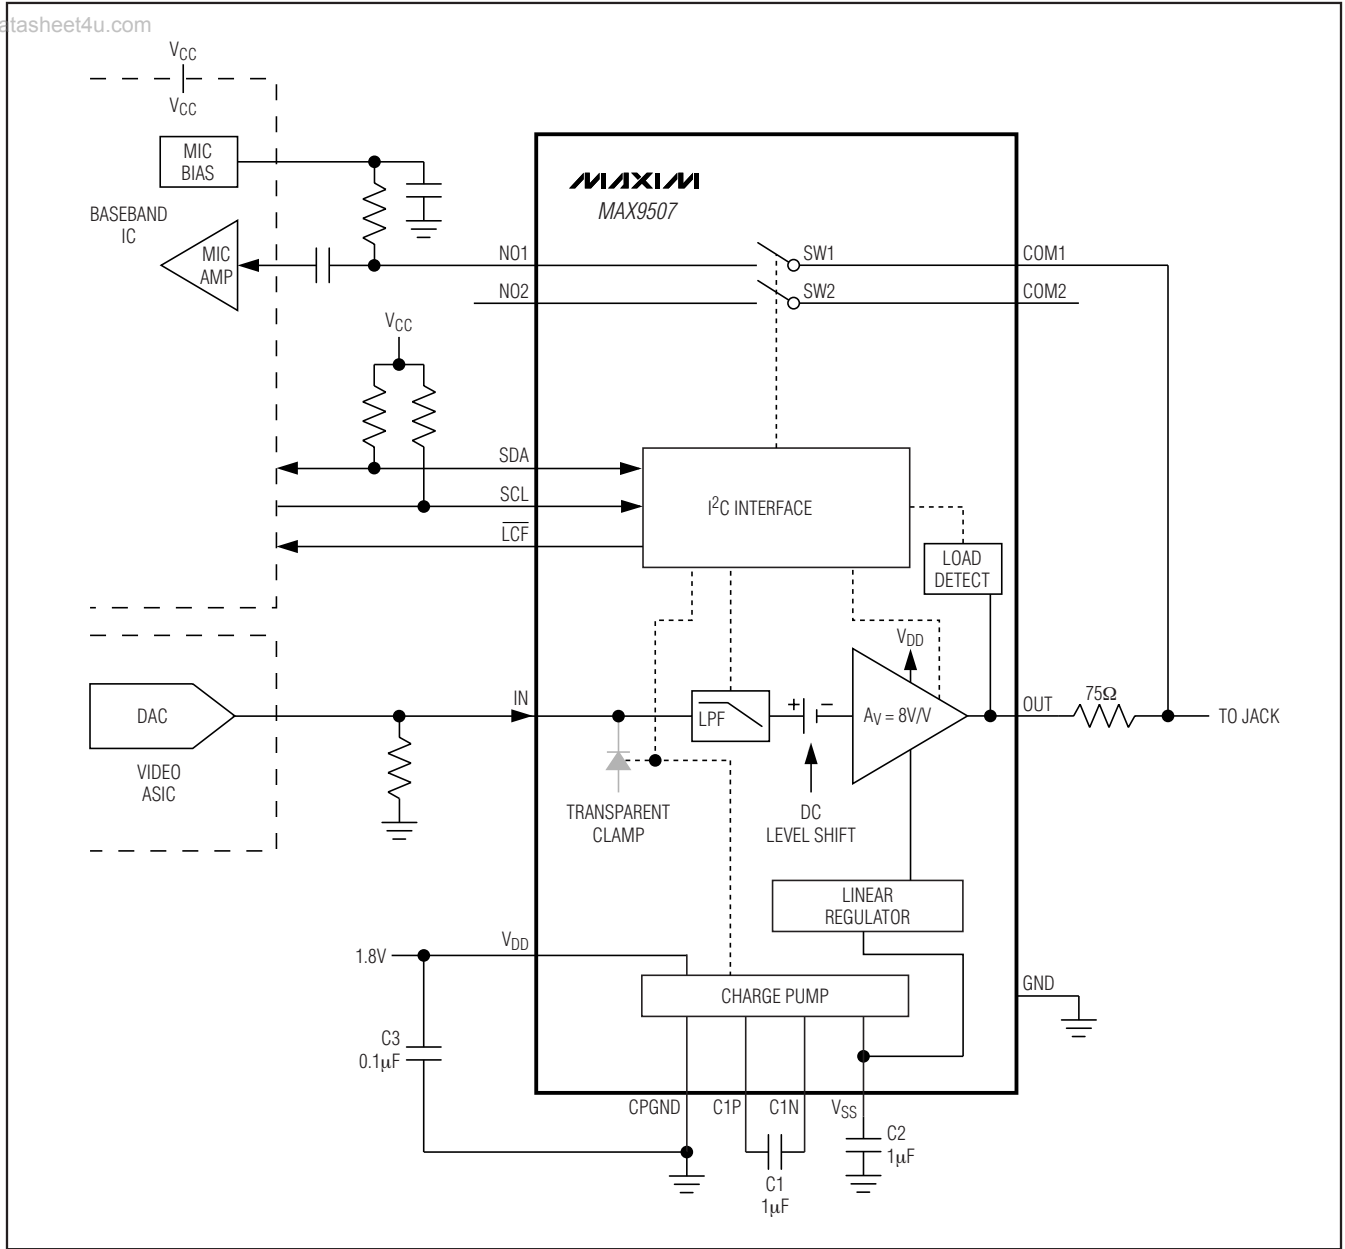 atasheet4u.com
VCC
VCC
MIC
BIAS
MAXIM
MAX9507
BASEBAND
IC
MIC
AMP
NO1
SW1
COM1
NO2
SW2
COM2
VCC
SDA
SCL
I2C INTERFACE
LCF
LOAD
DETECT
VDD
DAC
IN
LPF
+
−
AV = 8V/V
OUT
75Ω
TO JACK
VIDEO
ASIC
TRANSPARENT
CLAMP
DC
LEVEL SHIFT
LINEAR
REGULATOR
1.8V
VDD
CHARGE PUMP
GND
C3
0.1μF
CPGND
C1P
C1N
VSS
C2
1μF
C1
1μF